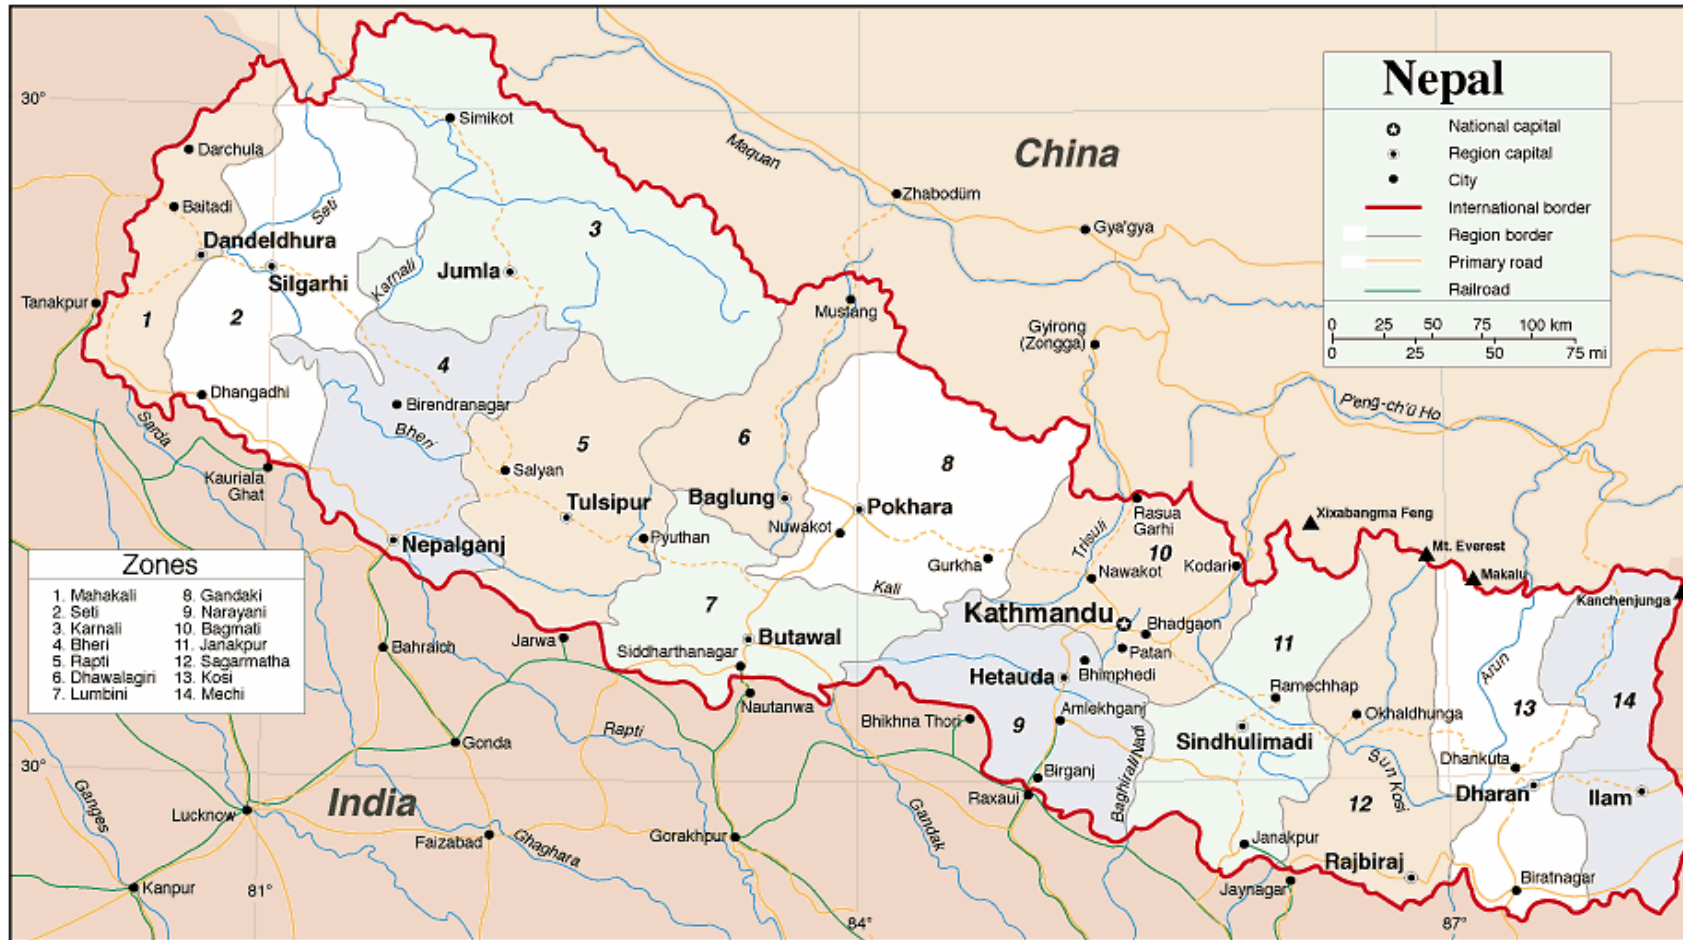 Nepal
National capital
Region capital
City
International border
Region border
Primary road
Railroad
0 25 50 75 100 km
0 25 50 75 mi
China
India
30°
30°
81°
84°
87°
Simikot
Darchula
Baitadi
Seti
Dandeldhura
Silgarhi
Karnali
Jumla
3
Tanakpur
1
2
4
Dhangadhi
Birendranagar
Bheri
Sarda
Kauriala
Ghat
Salyan
5
Tulsipur
Pyuthan
Nepalganj
Maquan
Zhabodüm
Gya'gya
Mustang
Gyirong
(Zongga)
P'eng-ch'ü Ho
6
8
Baglung
Nuwakot
Pokhara
Gurkha
Kali
Trisuli
Rasua
Garhi
10
Nawakot
Kodari
Xixabangma Feng
Mt. Everest
Makalu
Kanchenjunga
Kathmandu
Bhadgaon
Patan
Bhimphedi
Hetauda
Amlekhganj
9
Birganj
Raxaui
Bhikhna Thori
Baghirali/Nadi
7
Butawal
Siddharthanagar
Nautanwa
Jarwa
Bahraich
Rapti
Gonda
Ganges
Lucknow
Faizabad
Ghaghara
Gorakhpur
Gandak
Kanpur
11
Ramechhap
Sindhulimadi
Okhaldhunga
Sun Kosi
12
Janakpur
Jaynagar
Rajbiraj
Arun
13
14
Dhankuta
Dharan
Ilam
Biratnagar
Zones
1. Mahakali
2. Seti
3. Karnali
4. Bheri
5. Rapti
6. Dhawalagiri
7. Lumbini
8. Gandaki
9. Narayani
10. Bagmati
11. Janakpur
12. Sagarmatha
13. Kosi
14. Mechi